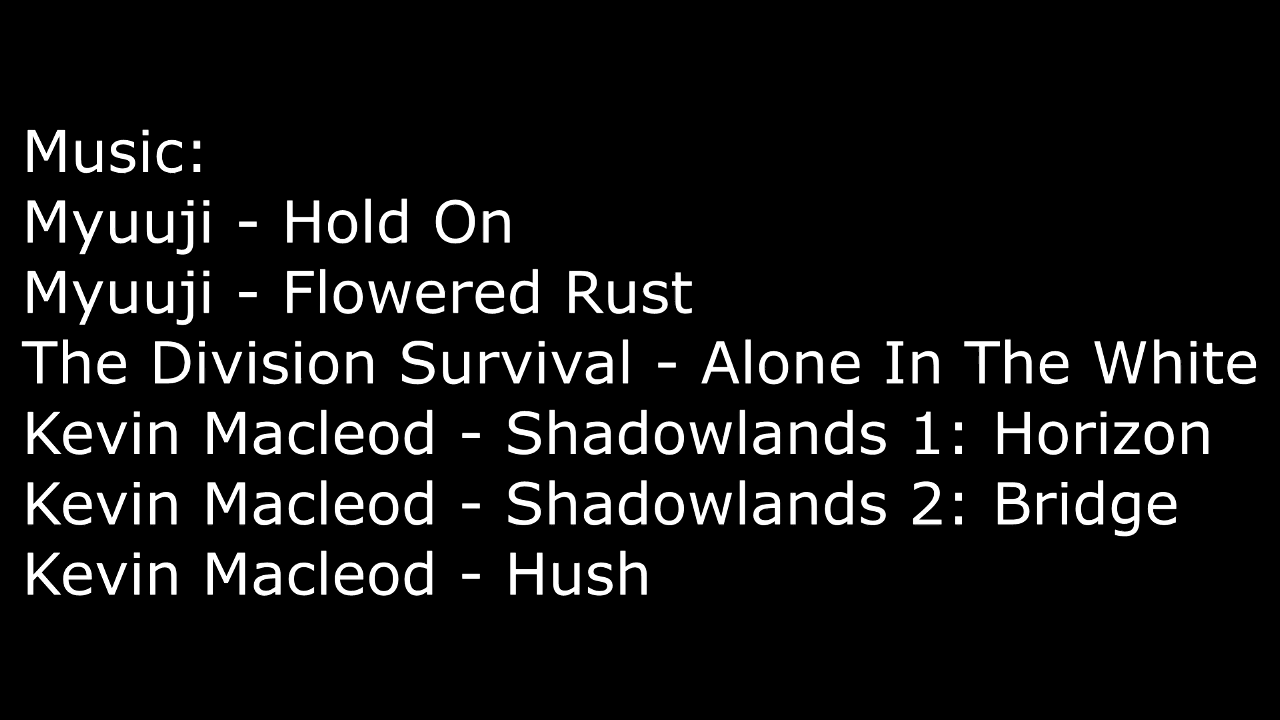 Music:
Myuuji - Hold On
Myuuji - Flowered Rust
The Division Survival - Alone In The White
Kevin Macleod - Shadowlands 1: Horizon
Kevin Macleod - Shadowlands 2: Bridge
Kevin Macleod - Hush